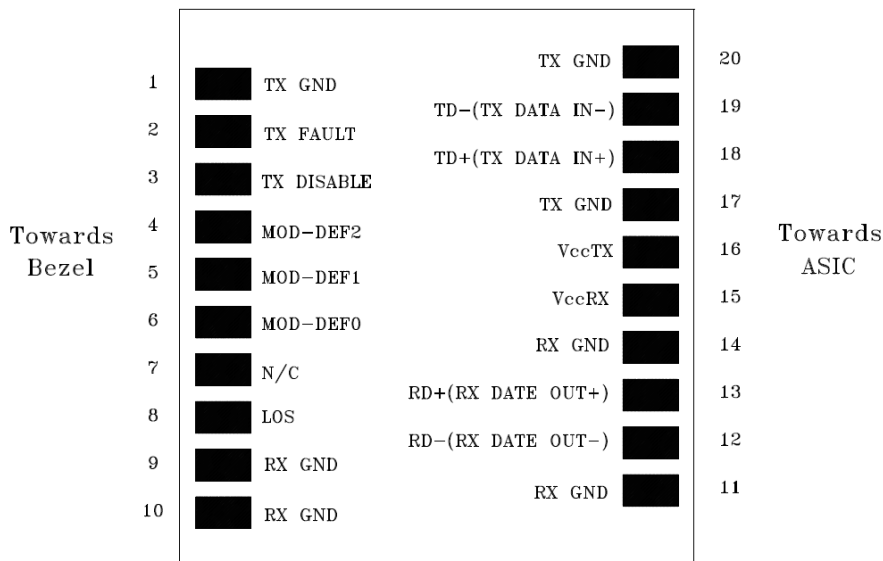 Towards
Bezel
1 TX GND
2 TX FAULT
3 TX DISABLE
4 MOD-DEF2
5 MOD-DEF1
6 MOD-DEF0
7 N/C
8 LOS
9 RX GND
10 RX GND
TX GND 20
TD-(TX DATA IN-) 19
TD+(TX DATA IN+) 18
TX GND 17
VccTX 16
VccRX 15
RX GND 14
RD+(RX DATE OUT+) 13
RD-(RX DATE OUT-) 12
RX GND 11
Towards
ASIC